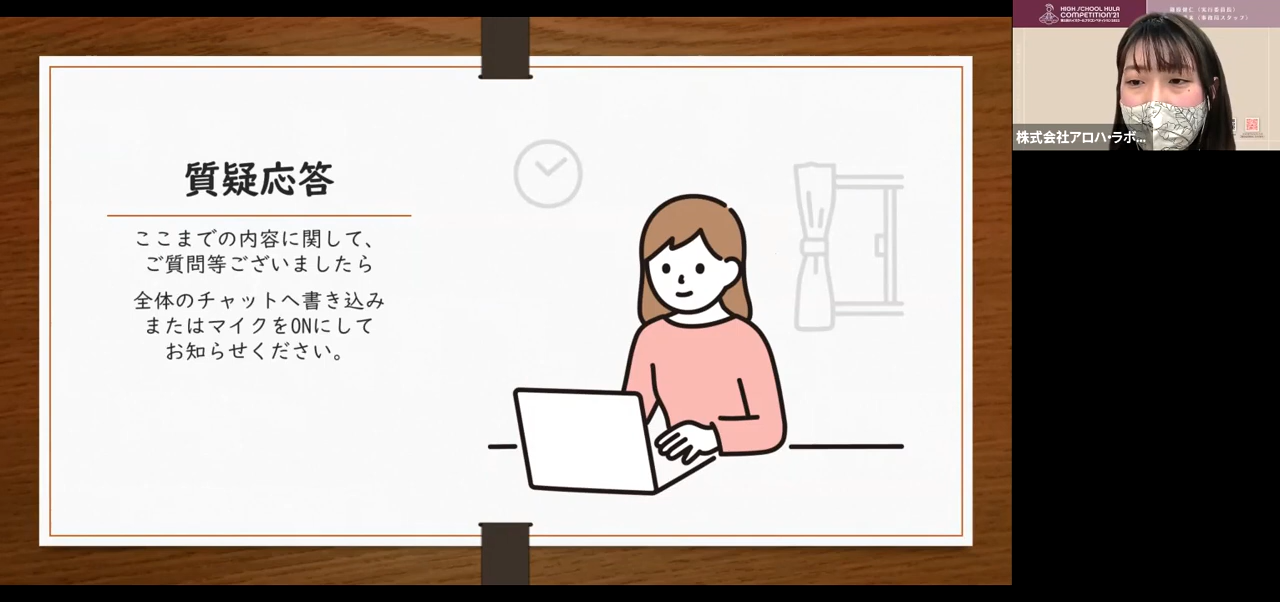 質疑応答
ここまでの内容に関して、
ご質問等ございましたら
全体のチャットへ書き込み
またはマイクをONにして
お知らせください。
HIGH SCHOOL HULA
COMPETITION'21
株式会社アロハ・ラボ...